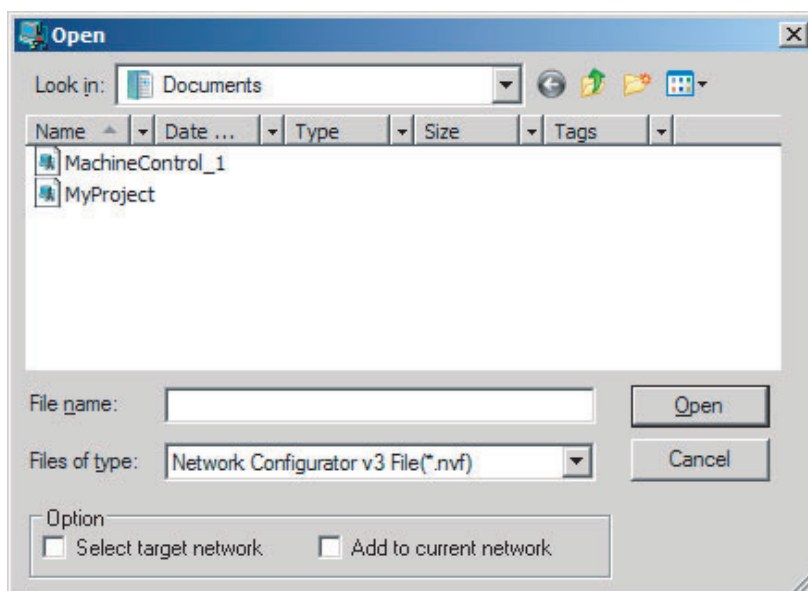 Open
Look in: Documents
Name Date ... Type Size Tags
MachineControl_1
MyProject
File name: Open
Files of type: Network Configurator v3 File(*.nvf) Cancel
Option
Select target network Add to current network